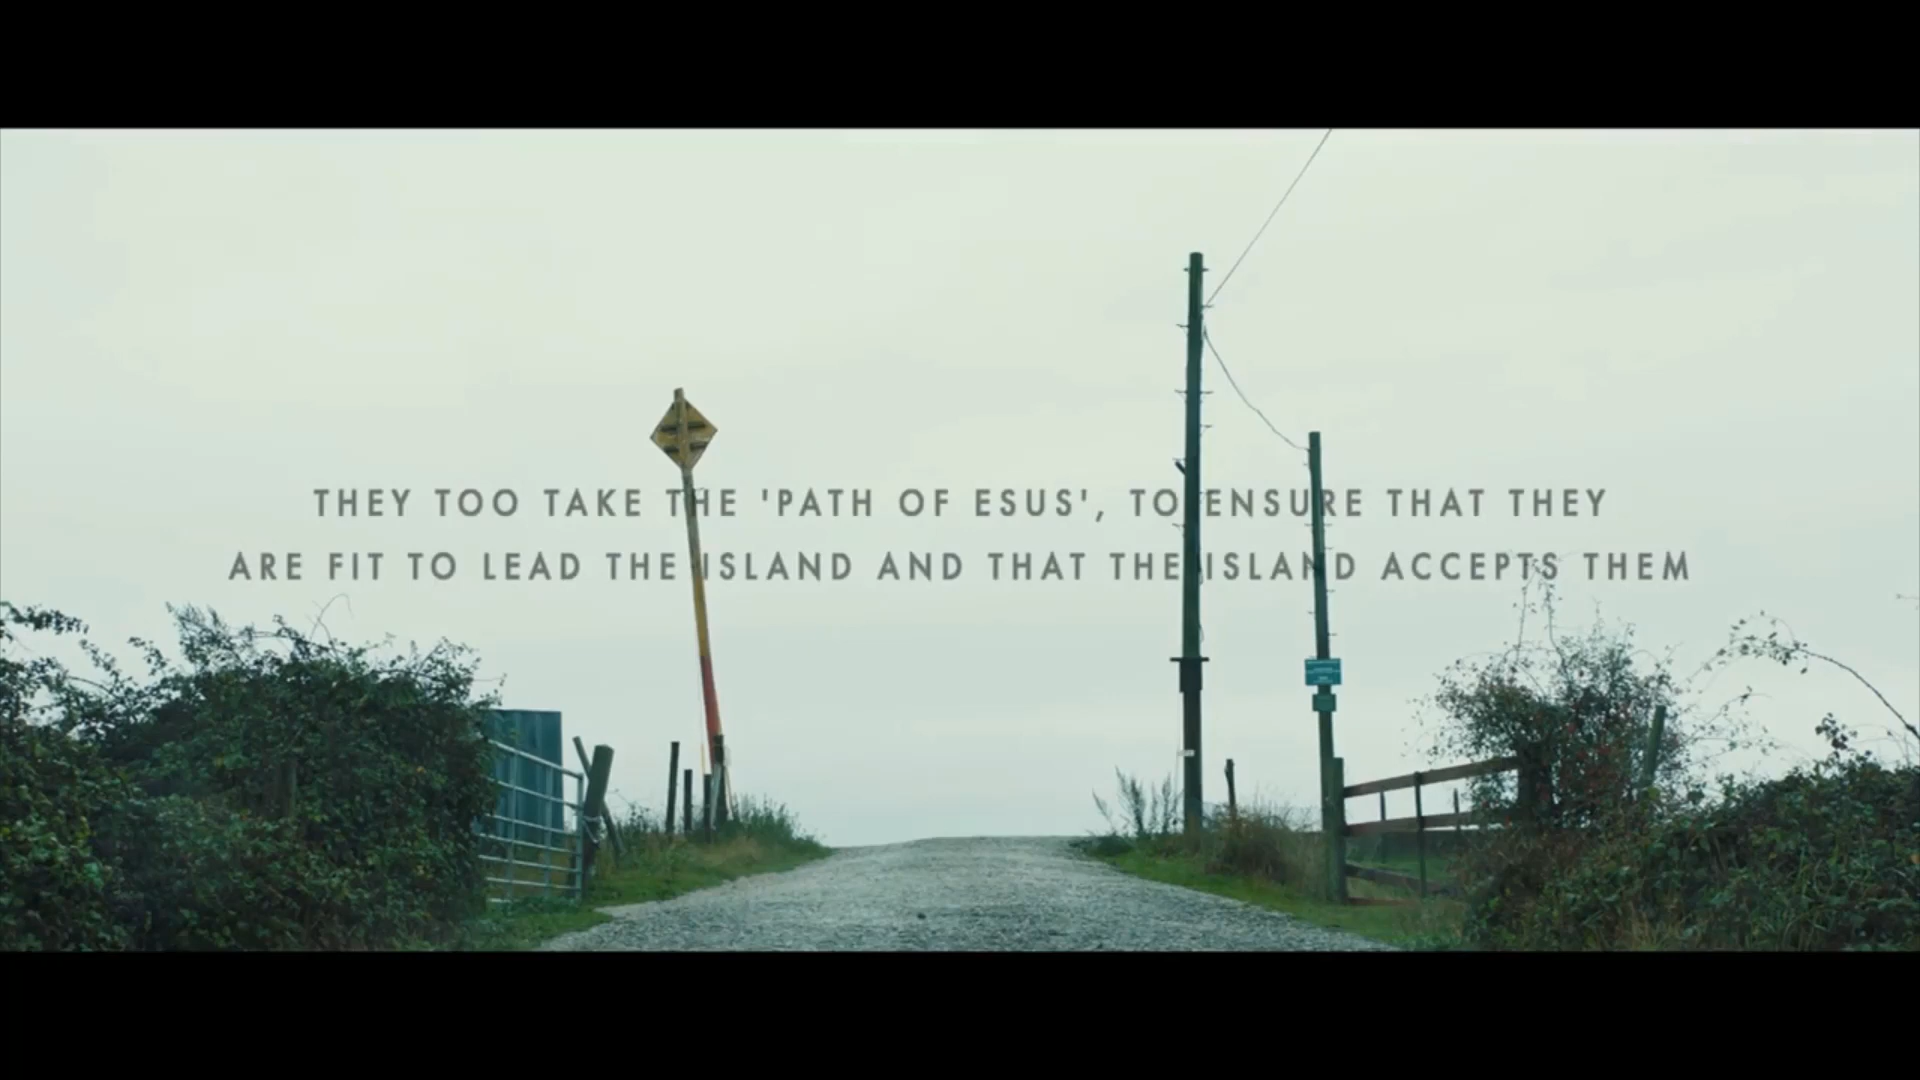 THEY TOO TAKE THE 'PATH OF ESUS', TO ENSURE THAT THEY
ARE FIT TO LEAD THE ISLAND AND THAT THE ISLAND ACCEPTS THEM